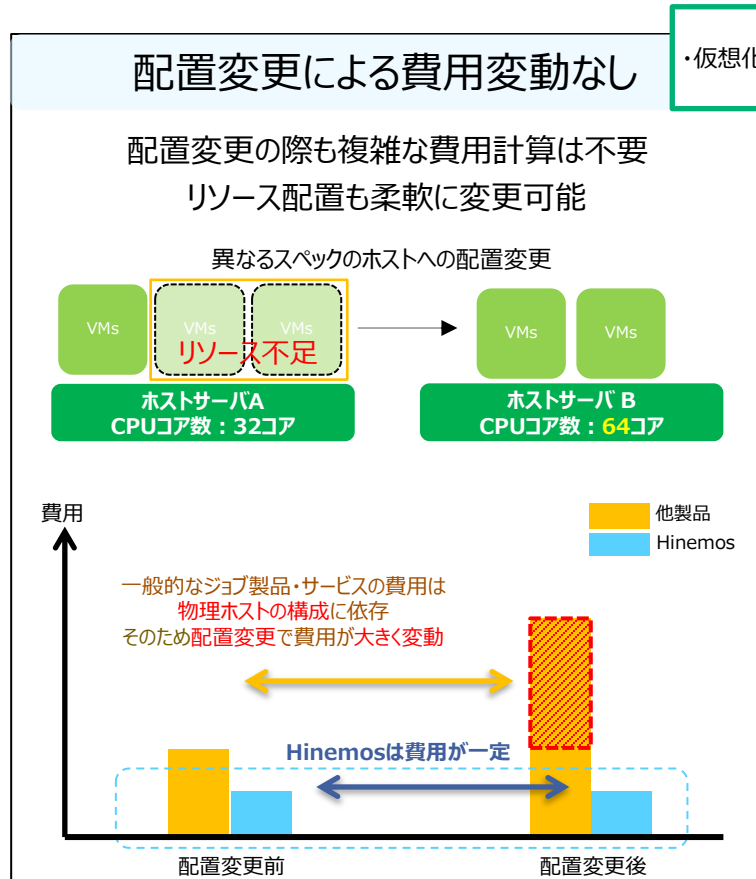 配置変更による費用変動なし
・仮想化
配置変更の際も複雑な費用計算は不要
リソース配置も柔軟に変更可能
異なるスペックのホストへの配置変更
VMs
VMs
VMs
リソース不足
VMs
VMs
ホストサーバA
CPUコア数：32コア
ホストサーバ B
CPUコア数：64コア
費用
他製品
Hinemos
一般的なジョブ製品・サービスの費用は
物理ホストの構成に依存
そのため配置変更で費用が大きく変動
Hinemosは費用が一定
配置変更前
配置変更後